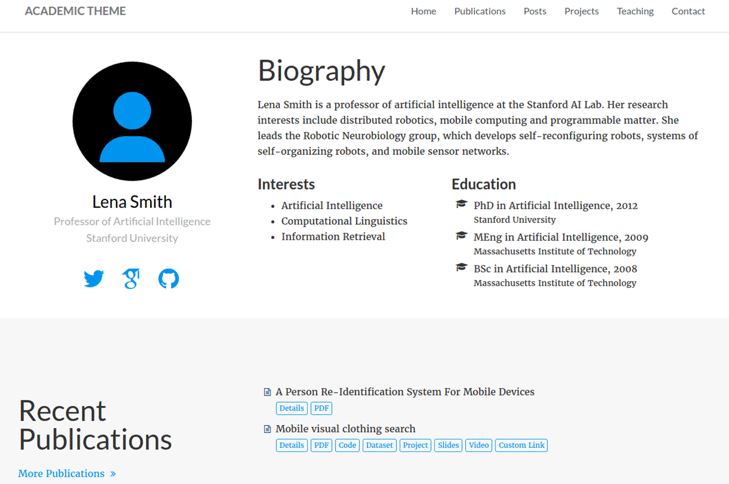 ACADEMIC THEME
Home Publications Posts Projects Teaching Contact
Lena Smith
Professor of Artificial Intelligence
Stanford University
Biography
Lena Smith is a professor of artificial intelligence at the Stanford AI Lab. Her research
interests include distributed robotics, mobile computing and programmable matter. She
leads the Robotic Neurobiology group, which develops self-reconfiguring robots, systems of
self-organizing robots, and mobile sensor networks.
Interests
Artificial Intelligence
Computational Linguistics
Information Retrieval
Education
PhD in Artificial Intelligence, 2012
Stanford University
MEng in Artificial Intelligence, 2009
Massachusetts Institute of Technology
BSc in Artificial Intelligence, 2008
Massachusetts Institute of Technology
Recent
Publications
More Publications »
A Person Re-Identification System For Mobile Devices
Details PDF
Mobile visual clothing search
Details PDF Code Dataset Project Slides Video Custom Link